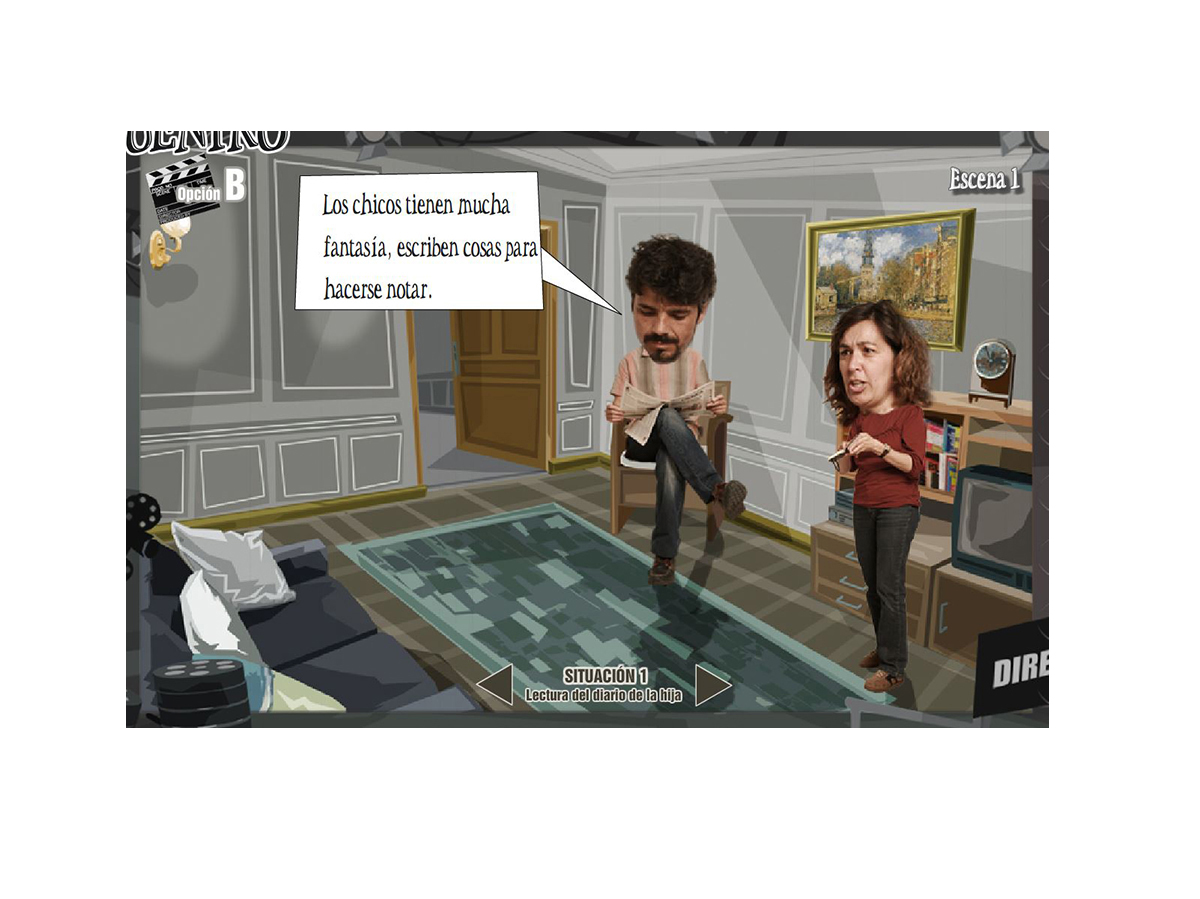 Opción B
Escena 1
Los chicos tienen mucha
fantasía, escriben cosas para
hacerse notar.
SITUACIÓN 1
Lectura del diario de la hija
DIRE